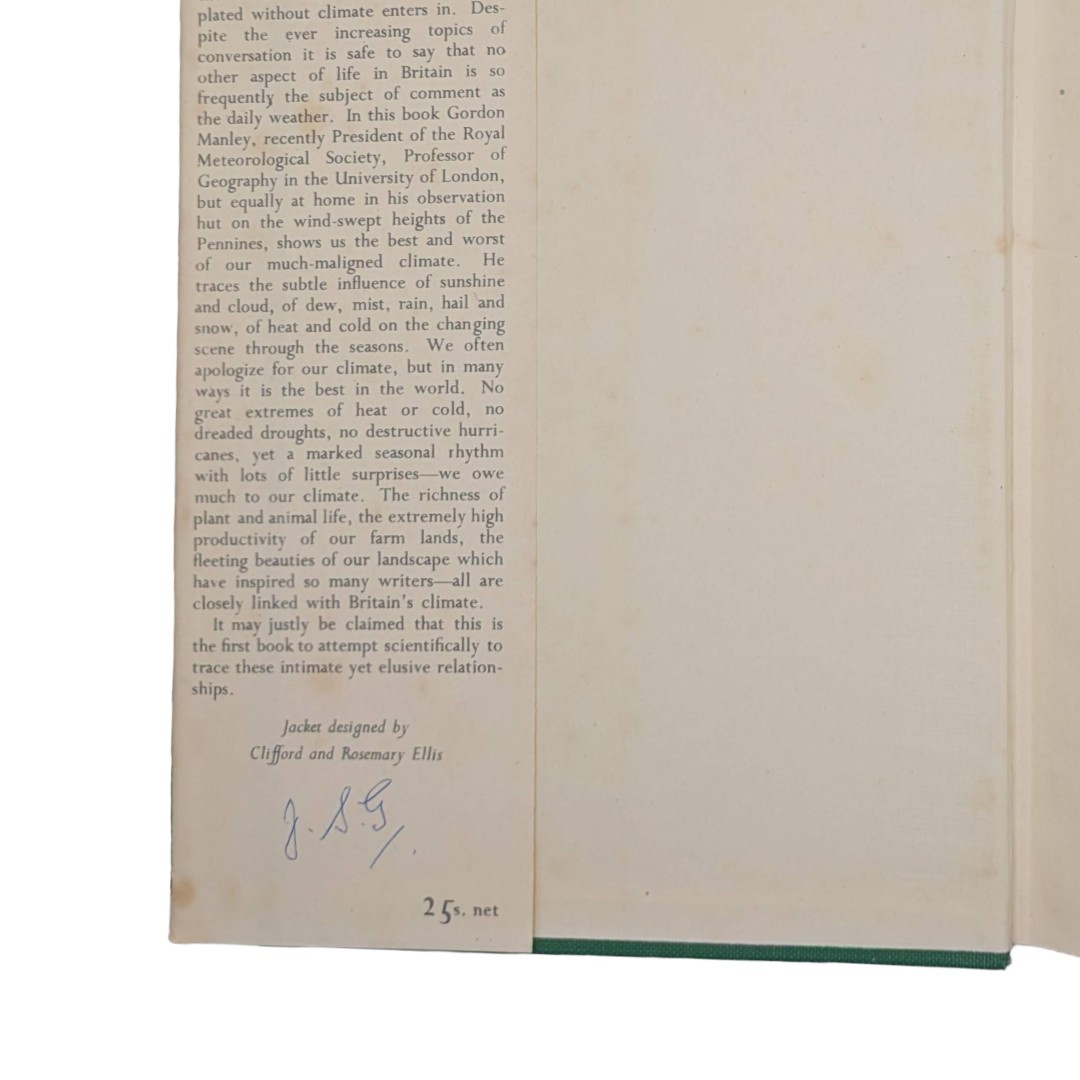 plated without climate enters in. Des-
pite the ever increasing topics of
conversation it is safe to say that no
other aspect of life in Britain is so
frequently the subject of comment as
the daily weather. In this book Gordon
Manley, recently President of the Royal
Meteorological Society, Professor of
Geography in the University of London,
but equally at home in his observation
hut on the wind-swept heights of the
Pennines, shows us the best and worst
of our much-maligned climate. He
traces the subtle influence of sunshine
and cloud, of dew, mist, rain, hail and
snow, of heat and cold on the changing
scene through the seasons. We often
apologize for our climate, but in many
ways it is the best in the world. No
great extremes of heat or cold, no
dreaded droughts, no destructive hurri-
canes, yet a marked seasonal rhythm
with lots of little surprises—we owe
much to our climate. The richness of
plant and animal life, the extremely high
productivity of our farm lands, the
fleeting beauties of our landscape which
have inspired so many writers—all are
closely linked with Britain's climate.
It may justly be claimed that this is
the first book to attempt scientifically to
trace these intimate yet elusive relation-
ships.
Jacket designed by
Clifford and Rosemary Ellis
J. S. G.
25s. net